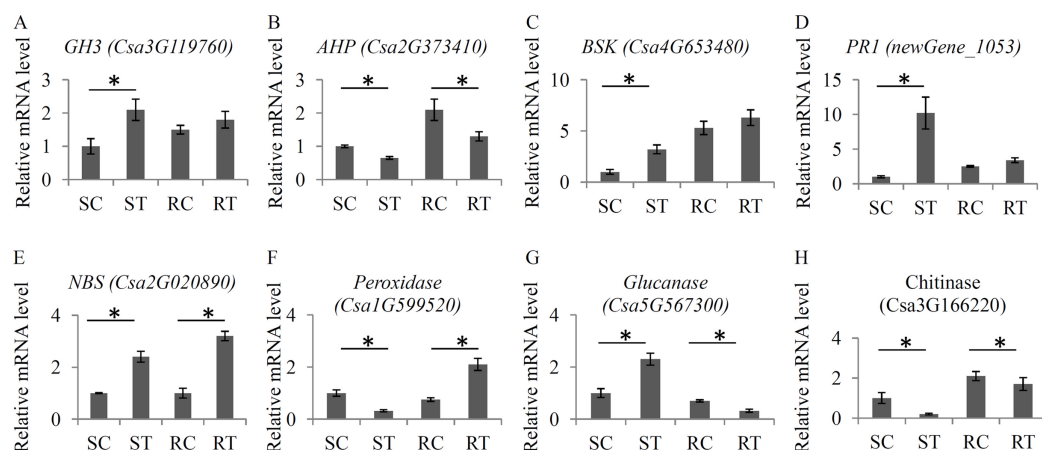 A
GH3 (Csa3G119760)
Relative mRNA level
3
2
1
0
*
SC ST RC RT
B
AHP (Csa2G373410)
Relative mRNA level
3
2
1
0
* *
SC ST RC RT
C
BSK (Csa4G653480)
Relative mRNA level
10
5
0
*
SC ST RC RT
D
PR1 (newGene_1053)
Relative mRNA level
15
10
5
0
*
SC ST RC RT
E
NBS (Csa2G020890)
Relative mRNA level
4
2
0
* *
SC ST RC RT
F
Peroxidase
(Csa1G599520)
Relative mRNA level
4
2
0
* *
SC ST RC RT
G
Glucanase
(Csa5G567300)
Relative mRNA level
4
2
0
* *
SC ST RC RT
H
Chitinase
(Csa3G166220)
Relative mRNA level
4
2
0
* *
SC ST RC RT